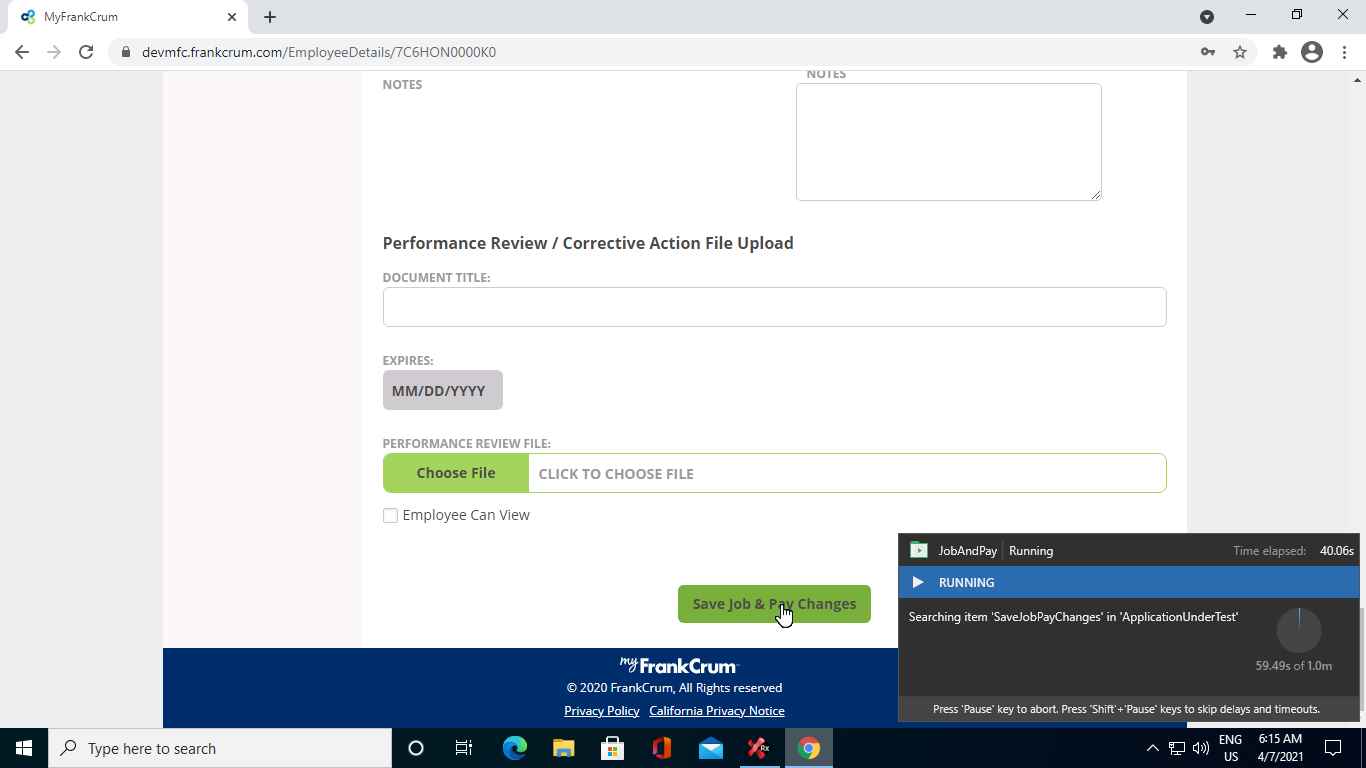 MyFrankCrum
devmfc.frankcrum.com/EmployeeDetails/7C6HON0000K0
NOTES
NOTES
Performance Review / Corrective Action File Upload
DOCUMENT TITLE:
EXPIRES:
MM/DD/YYYY
PERFORMANCE REVIEW FILE:
Choose File
CLICK TO CHOOSE FILE
Employee Can View
Save Job & Pay Changes
JobAndPay
Running
Time elapsed: 40.06s
RUNNING
Searching item 'SaveJobPayChanges' in 'ApplicationUnderTest'
59.49s of 1.0m
Press 'Pause' key to abort. Press 'Shift'+'Pause' keys to skip delays and timeouts.
my FrankCrum
© 2020 FrankCrum, All Rights reserved
Privacy Policy California Privacy Notice
Type here to search
Rx
ENG
US
6:15 AM
4/7/2021